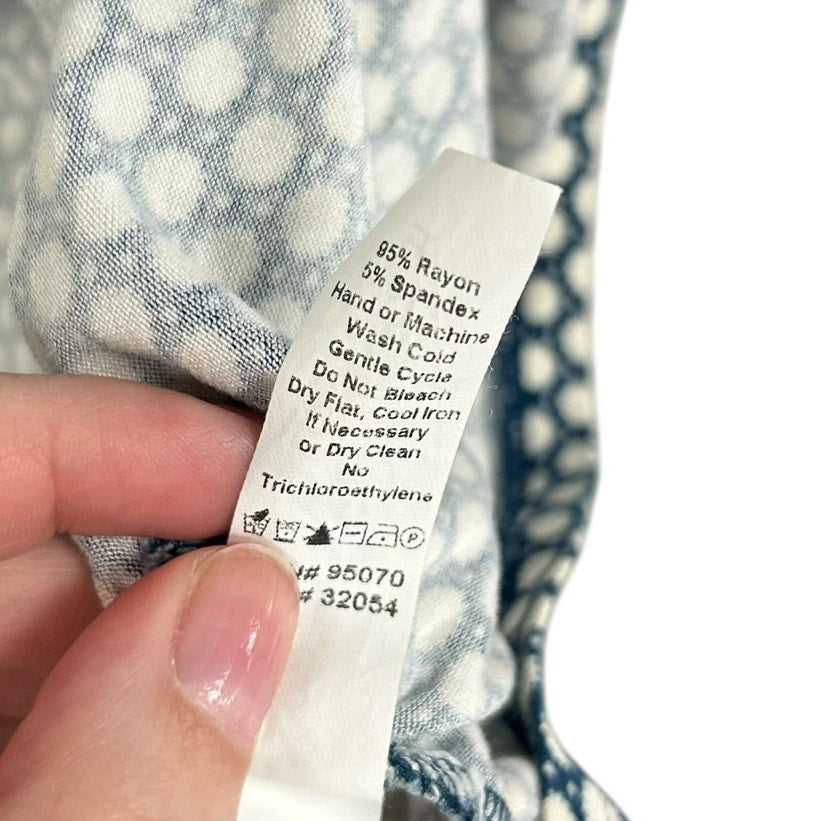 95% Rayon
5% Spandex
Hand or Machine
Wash Cold
Gentle Cycle
Do Not Bleach
Dry Flat, Cool Iron
If Necessary
or Dry Clean
No
Trichloroethylene
P
# 95070
# 32054